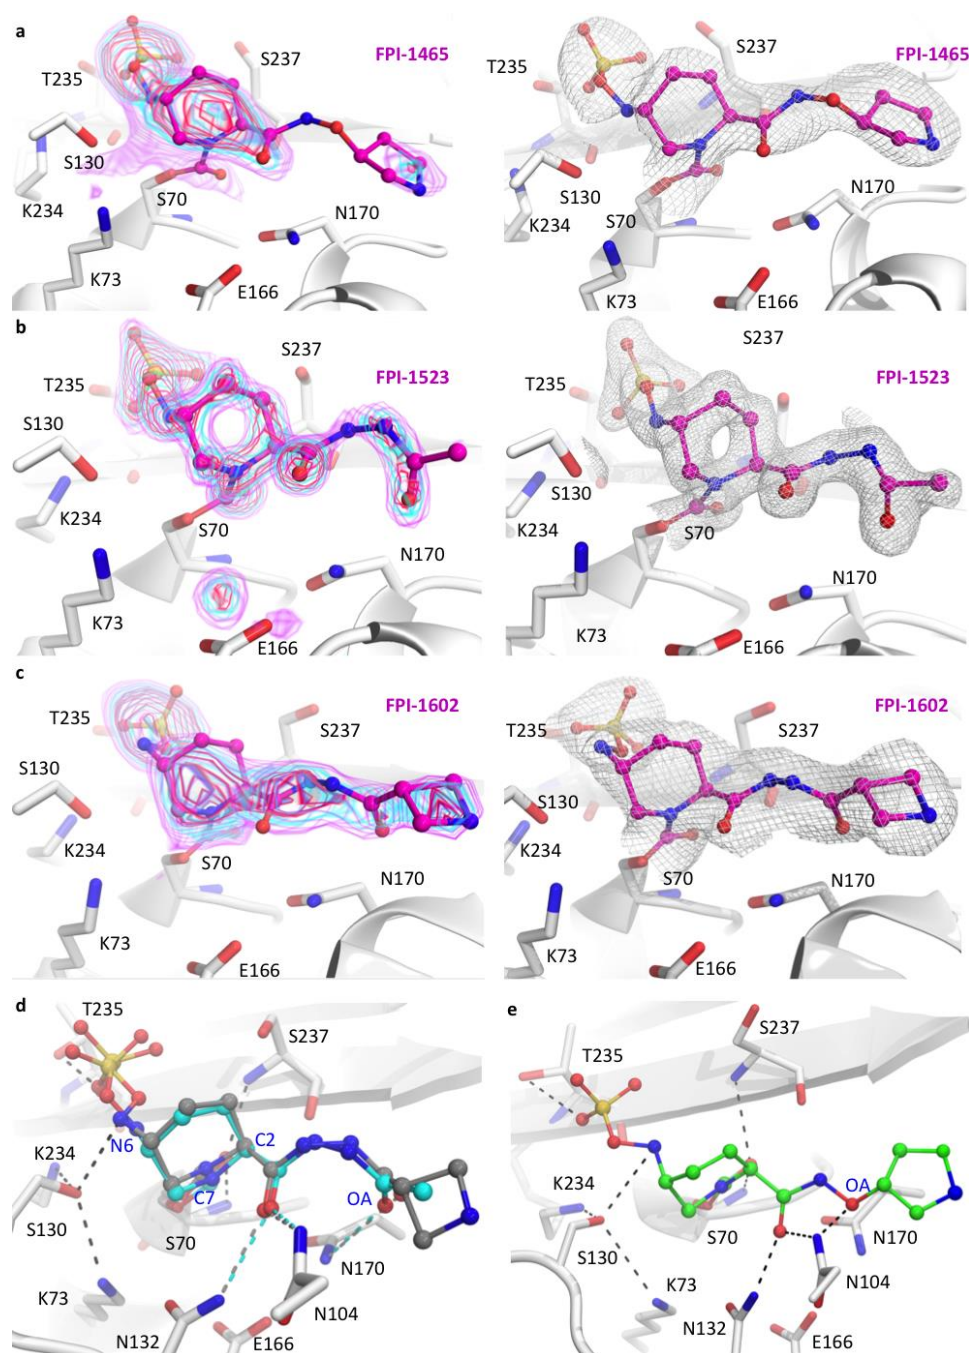 a
FPI-1465
S237
T235
S130
K234
S70
N170
K73
E166
S237
FPI-1465
T235
S130
K234
S70
N170
K73
E166
b
S237
FPI-1523
T235
S130
K234
S70
N170
K73
E166
S237
FPI-1523
T235
S130
K234
S70
N170
K73
E166
c
FPI-1602
T235
S237
S130
K234
S70
N170
K73
E166
FPI-1602
S237
T235
S130
K234
S70
N170
K73
E166
d
T235
S237
N6
C2
K234
C7
OA
S130
S70
N170
K73
N104
N132
E166
e
S237
T235
K234
OA
S70
N170
S130
N104
K73
N132
E166